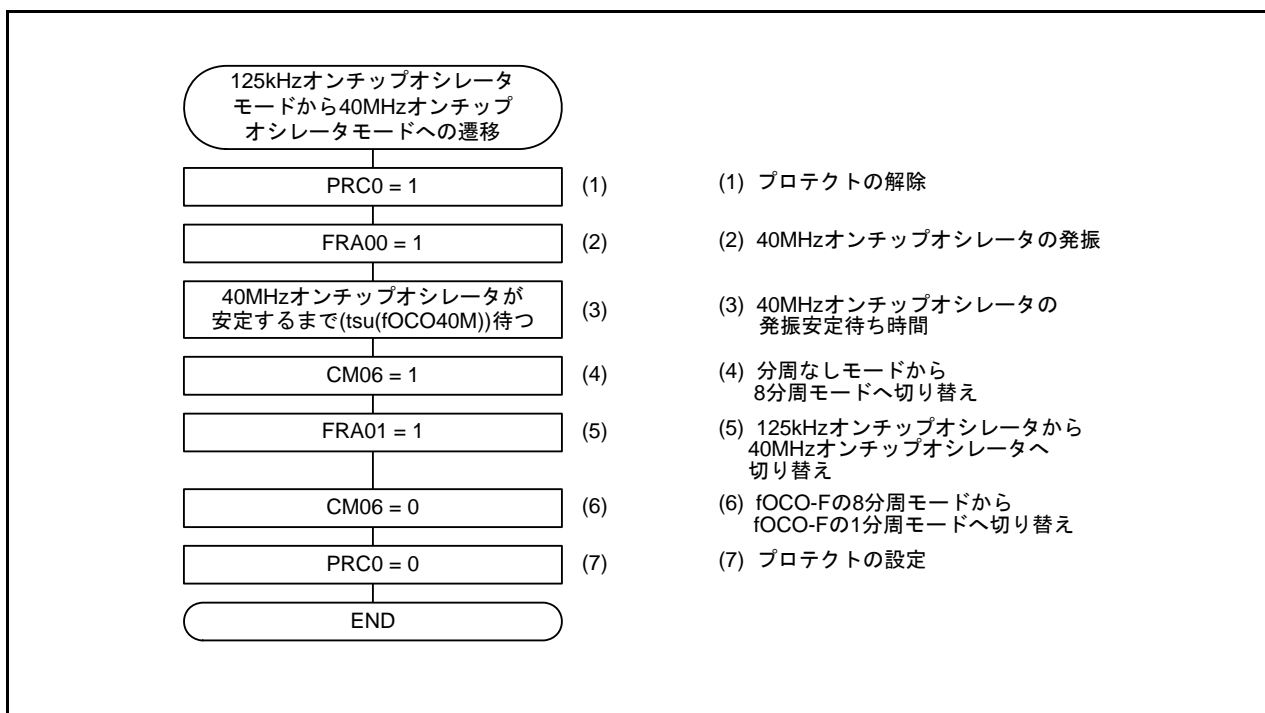 125kHzオンチップオシレータ
モードから40MHzオンチップ
オシレータモードへの遷移
PRC0 = 1
(1)
(1) プロテクトの解除
FRA00 = 1
(2)
(2) 40MHzオンチップオシレータの発振
40MHzオンチップオシレータが
安定するまで(tsu(fOCO40M))待つ
(3)
(3) 40MHzオンチップオシレータの
発振安定待ち時間
CM06 = 1
(4)
(4) 分周なしモードから
8分周モードへ切り替え
FRA01 = 1
(5)
(5) 125kHzオンチップオシレータから
40MHzオンチップオシレータへ
切り替え
CM06 = 0
(6)
(6) fOCO-Fの8分周モードから
fOCO-Fの1分周モードへ切り替え
PRC0 = 0
(7)
(7) プロテクトの設定
END